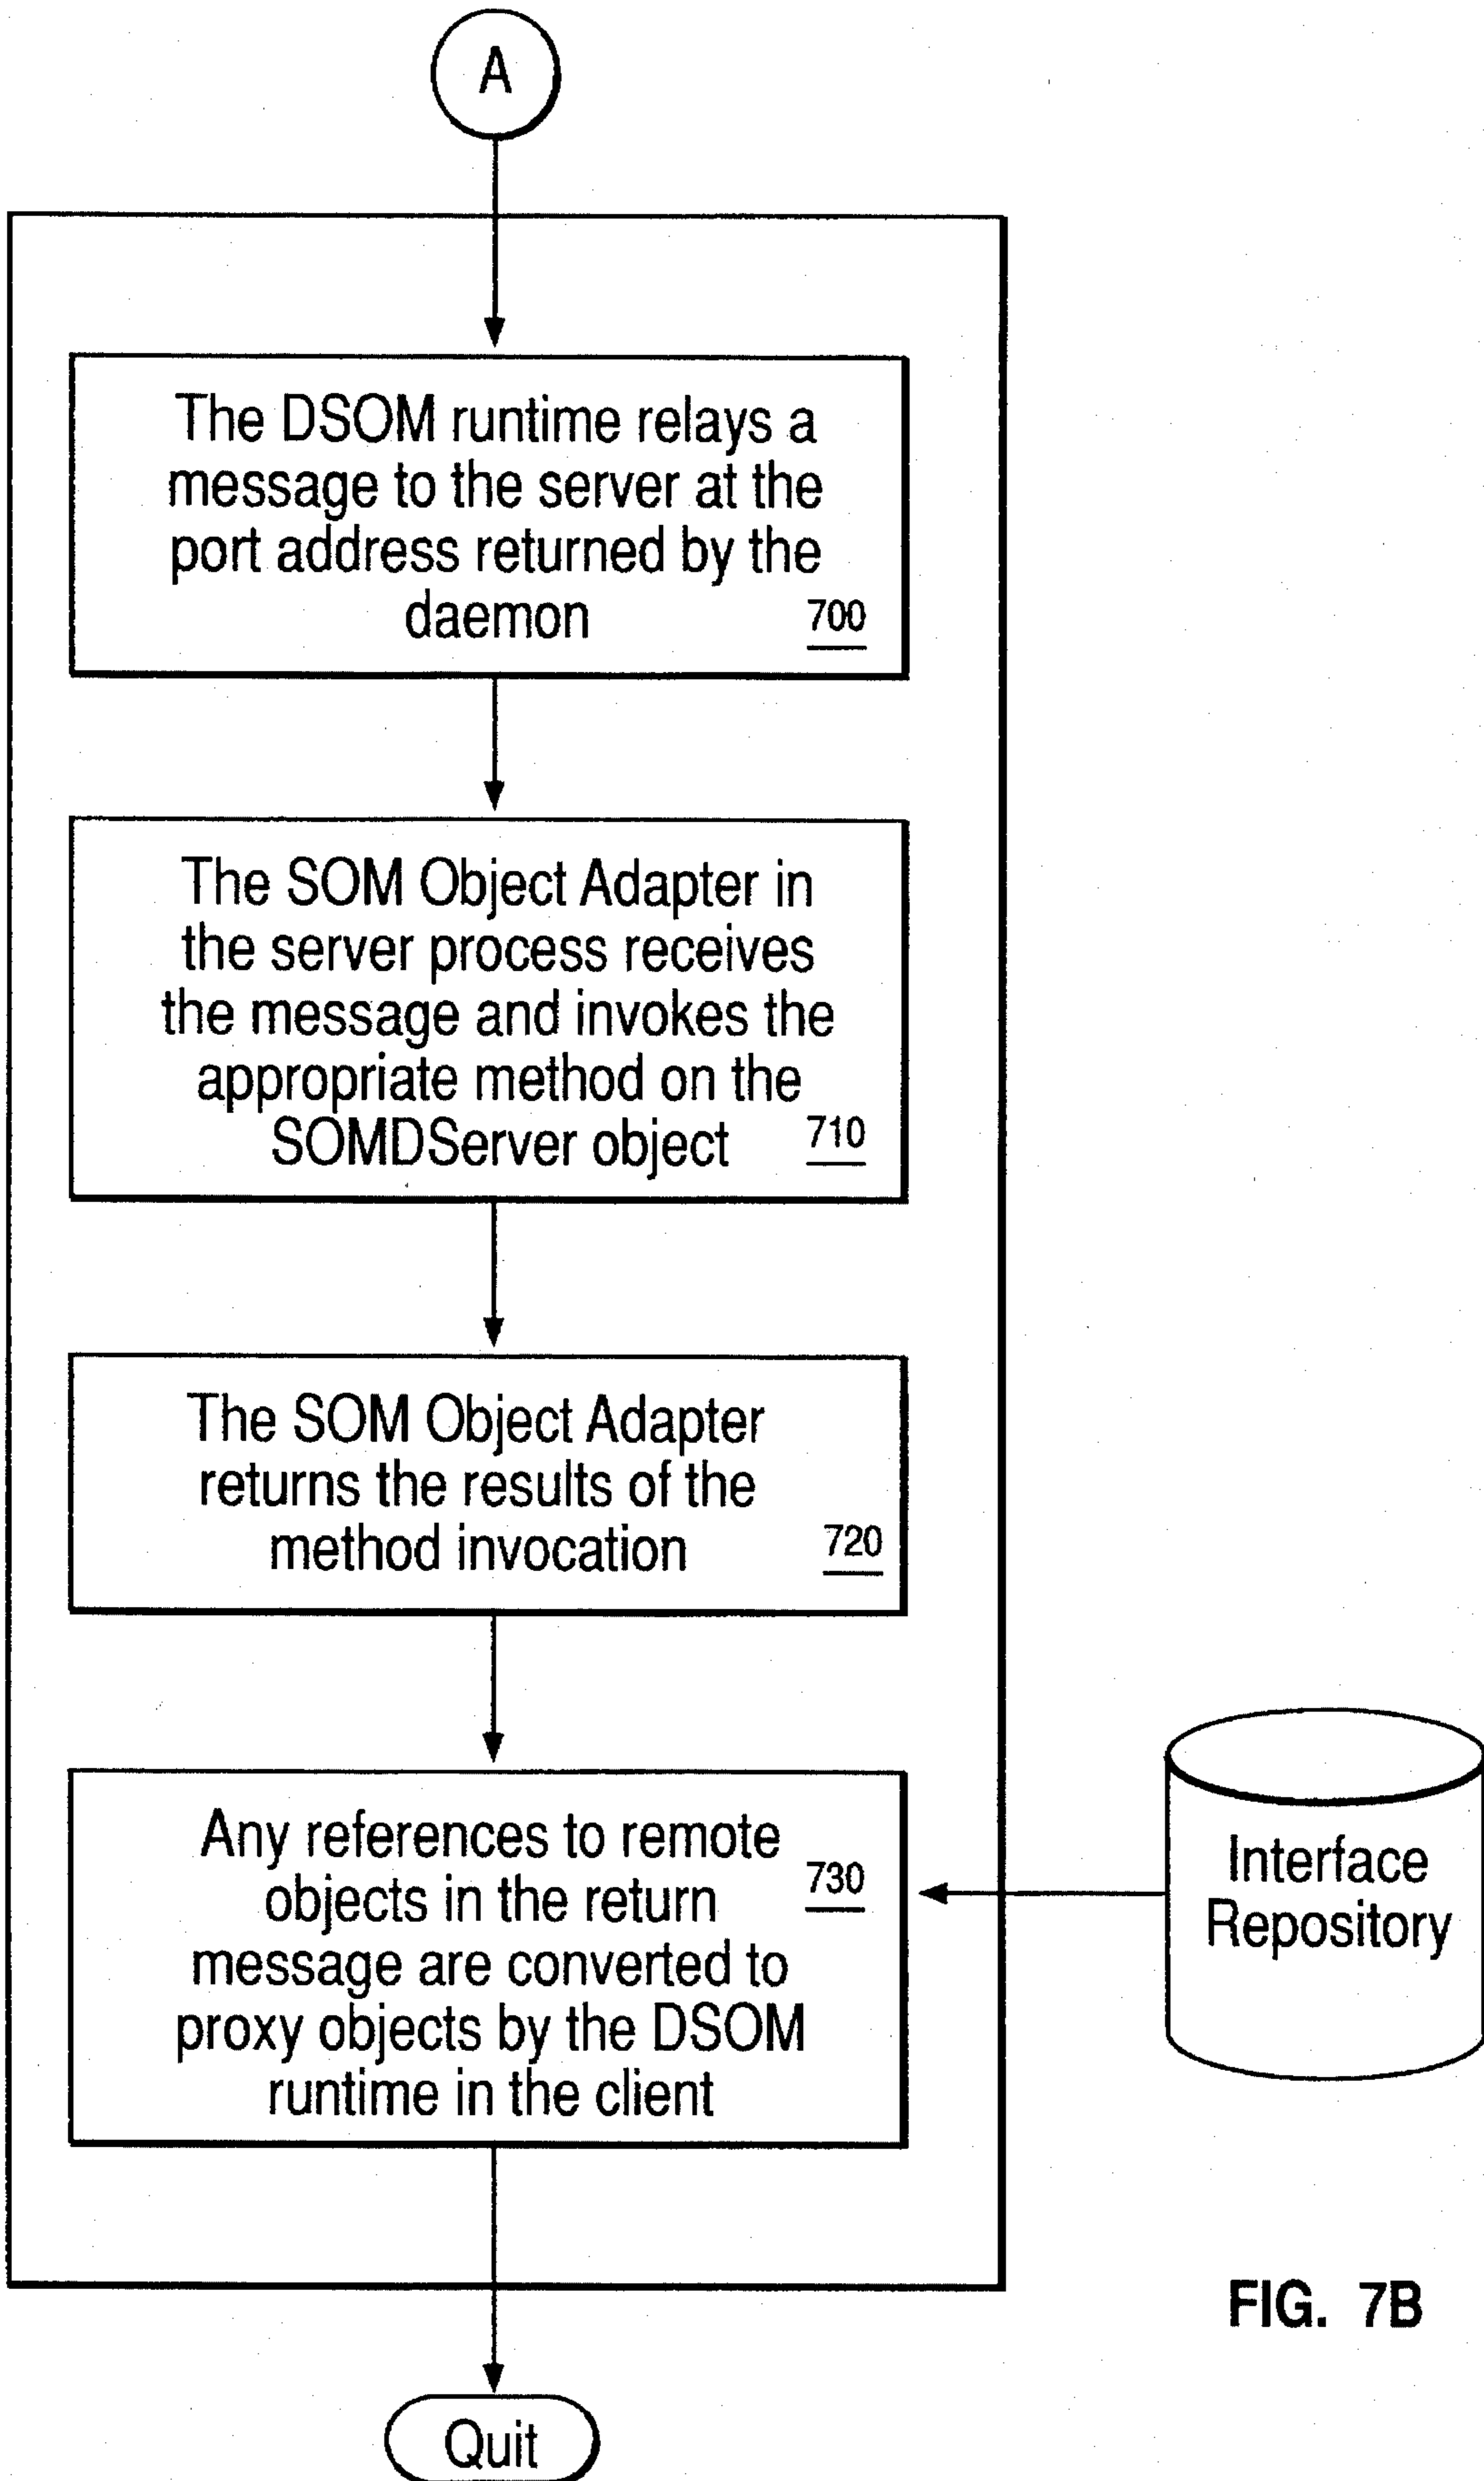 A
The DSOM runtime relays a
message to the server at the
port address returned by the
daemon 700
The SOM Object Adapter in
the server process receives
the message and invokes the
appropriate method on the
SOMDServer object 710
The SOM Object Adapter
returns the results of the
method invocation 720
Any references to remote
objects in the return 730
message are converted to
proxy objects by the DSOM
runtime in the client
Interface
Repository
FIG. 7B
Quit